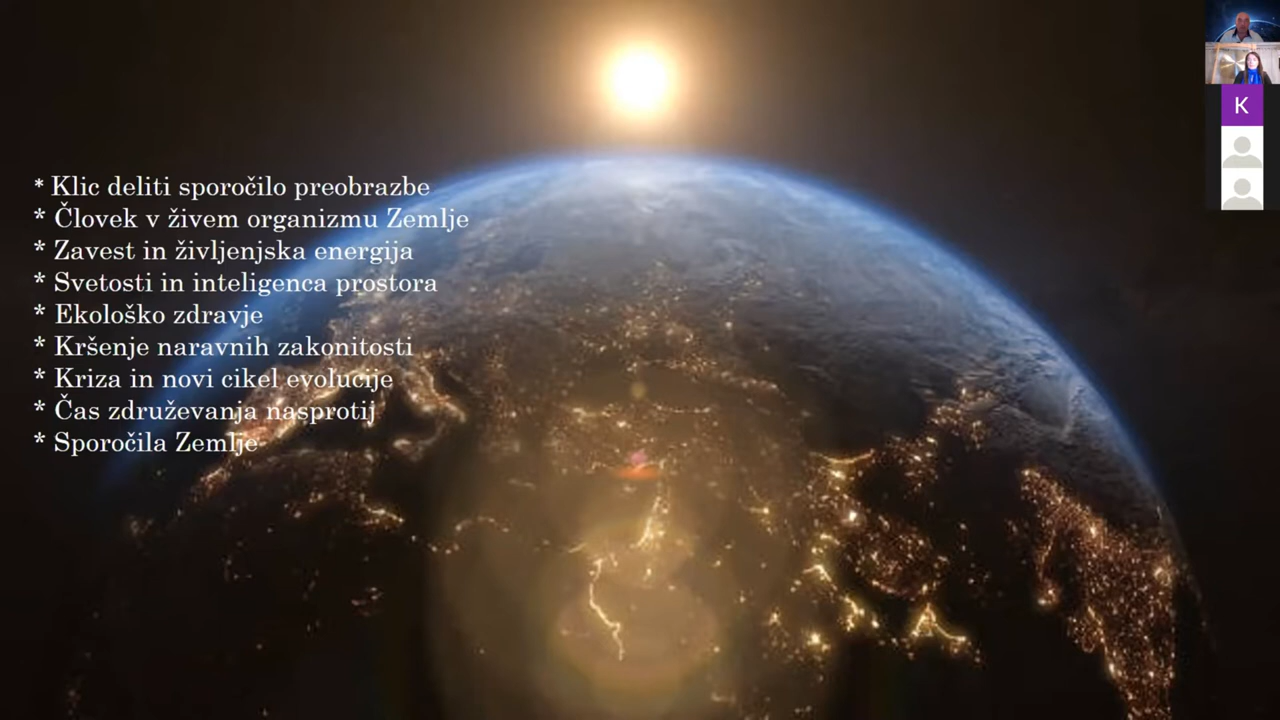 * Klic deliti sporočilo preobrazbe
* Človek v živem organizmu Zemlje
* Zavest in življenjska energija
* Svetosti in inteligenca prostora
* Ekološko zdravje
* Kršenje naravnih zakonitosti
* Kriza in novi cikel evolucije
* Čas združevanja nasprotij
* Sporočila Zemlje
K